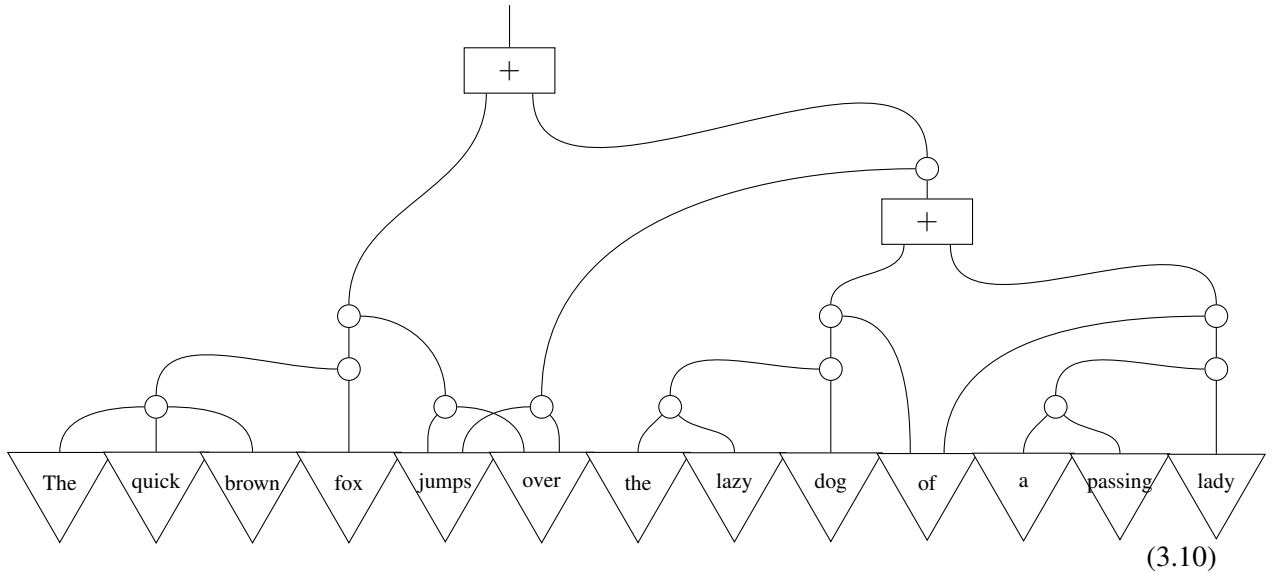 +
+
The quick brown fox jumps over the lazy dog of a passing lady
(3.10)